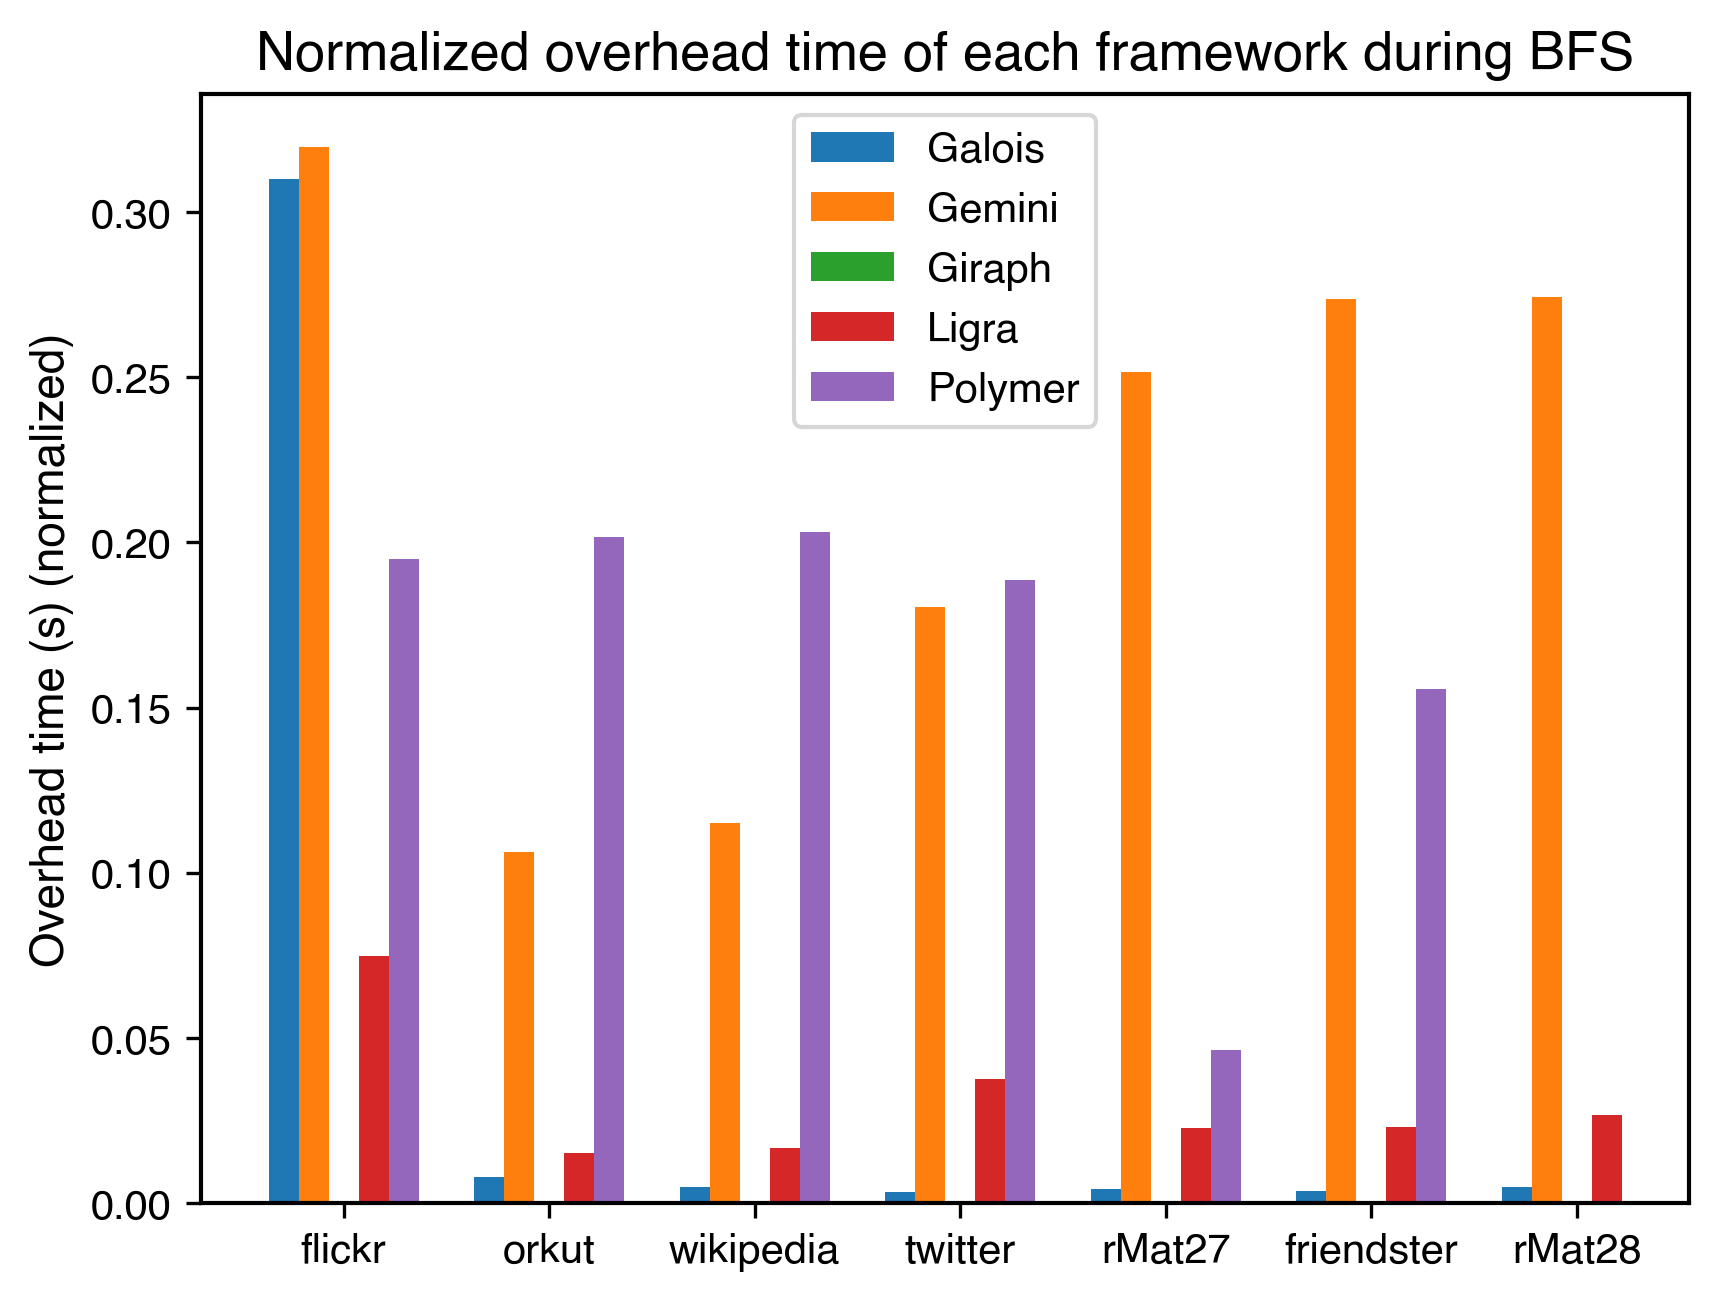 Normalized overhead time of each framework during BFS
Galois
Gemini
Giraph
Ligra
Polymer
Overhead time (s) (normalized)
0.30
0.25
0.20
0.15
0.10
0.05
0.00
flickr
orkut
wikipedia
twitter
rMat27
friendster
rMat28